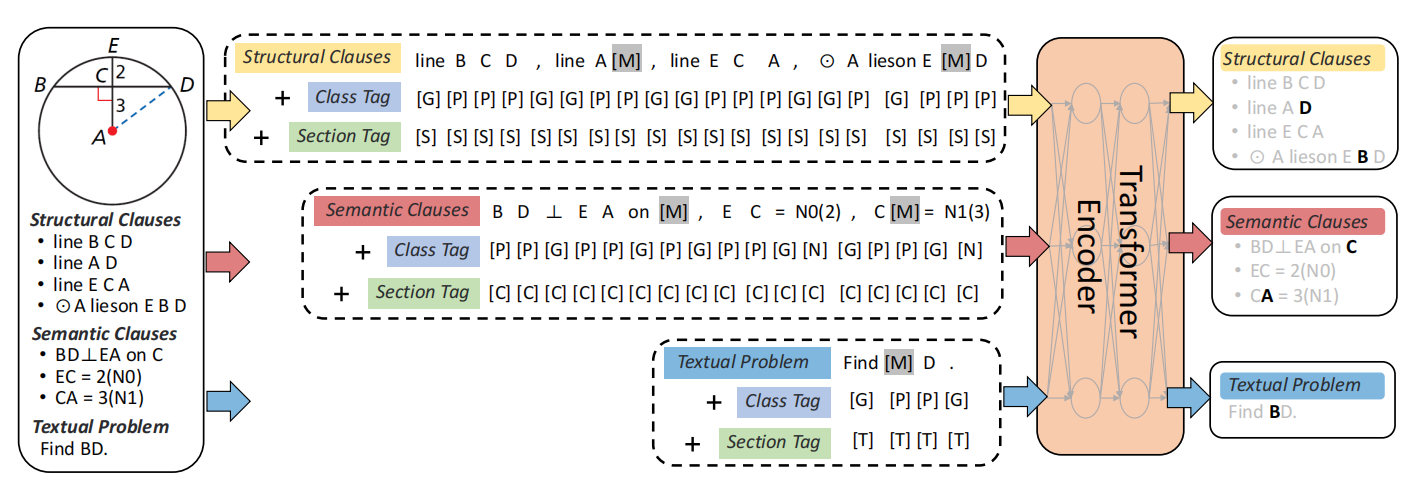 E
C 2
B D
3
A
Structural Clauses
• line B C D
• line A D
• line E C A
• ⊙ A lieson E B D
Semantic Clauses
• BD⊥EA on C
• EC = 2(N0)
• CA = 3(N1)
Textual Problem
Find BD.
Structural Clauses line B C D , line A [M] , line E C A , ⊙ A lieson E [M] D
+ Class Tag [G] [P] [P] [P] [G] [G] [P] [P] [G] [G] [P] [P] [P] [G] [G] [P] [G] [P] [P] [P]
+ Section Tag [S] [S] [S] [S] [S] [S] [S] [S] [S] [S] [S] [S] [S] [S] [S] [S] [S] [S] [S] [S]
Semantic Clauses B D ⊥ E A on [M] , E C = N0(2) , C [M] = N1(3)
+ Class Tag [P] [P] [G] [P] [P] [G] [P] [G] [P] [P] [G] [N] [G] [P] [P] [G] [N]
+ Section Tag [C] [C] [C] [C] [C] [C] [C] [C] [C] [C] [C] [C] [C] [C] [C] [C] [C]
Textual Problem Find [M] D .
+ Class Tag [G] [P] [P] [G]
+ Section Tag [T] [T] [T] [T]
Transformer
Encoder
Structural Clauses
• line B C D
• line A D
• line E C A
• ⊙ A lieson E B D
Semantic Clauses
• BD⊥EA on C
• EC = 2(N0)
• CA = 3(N1)
Textual Problem
Find BD.